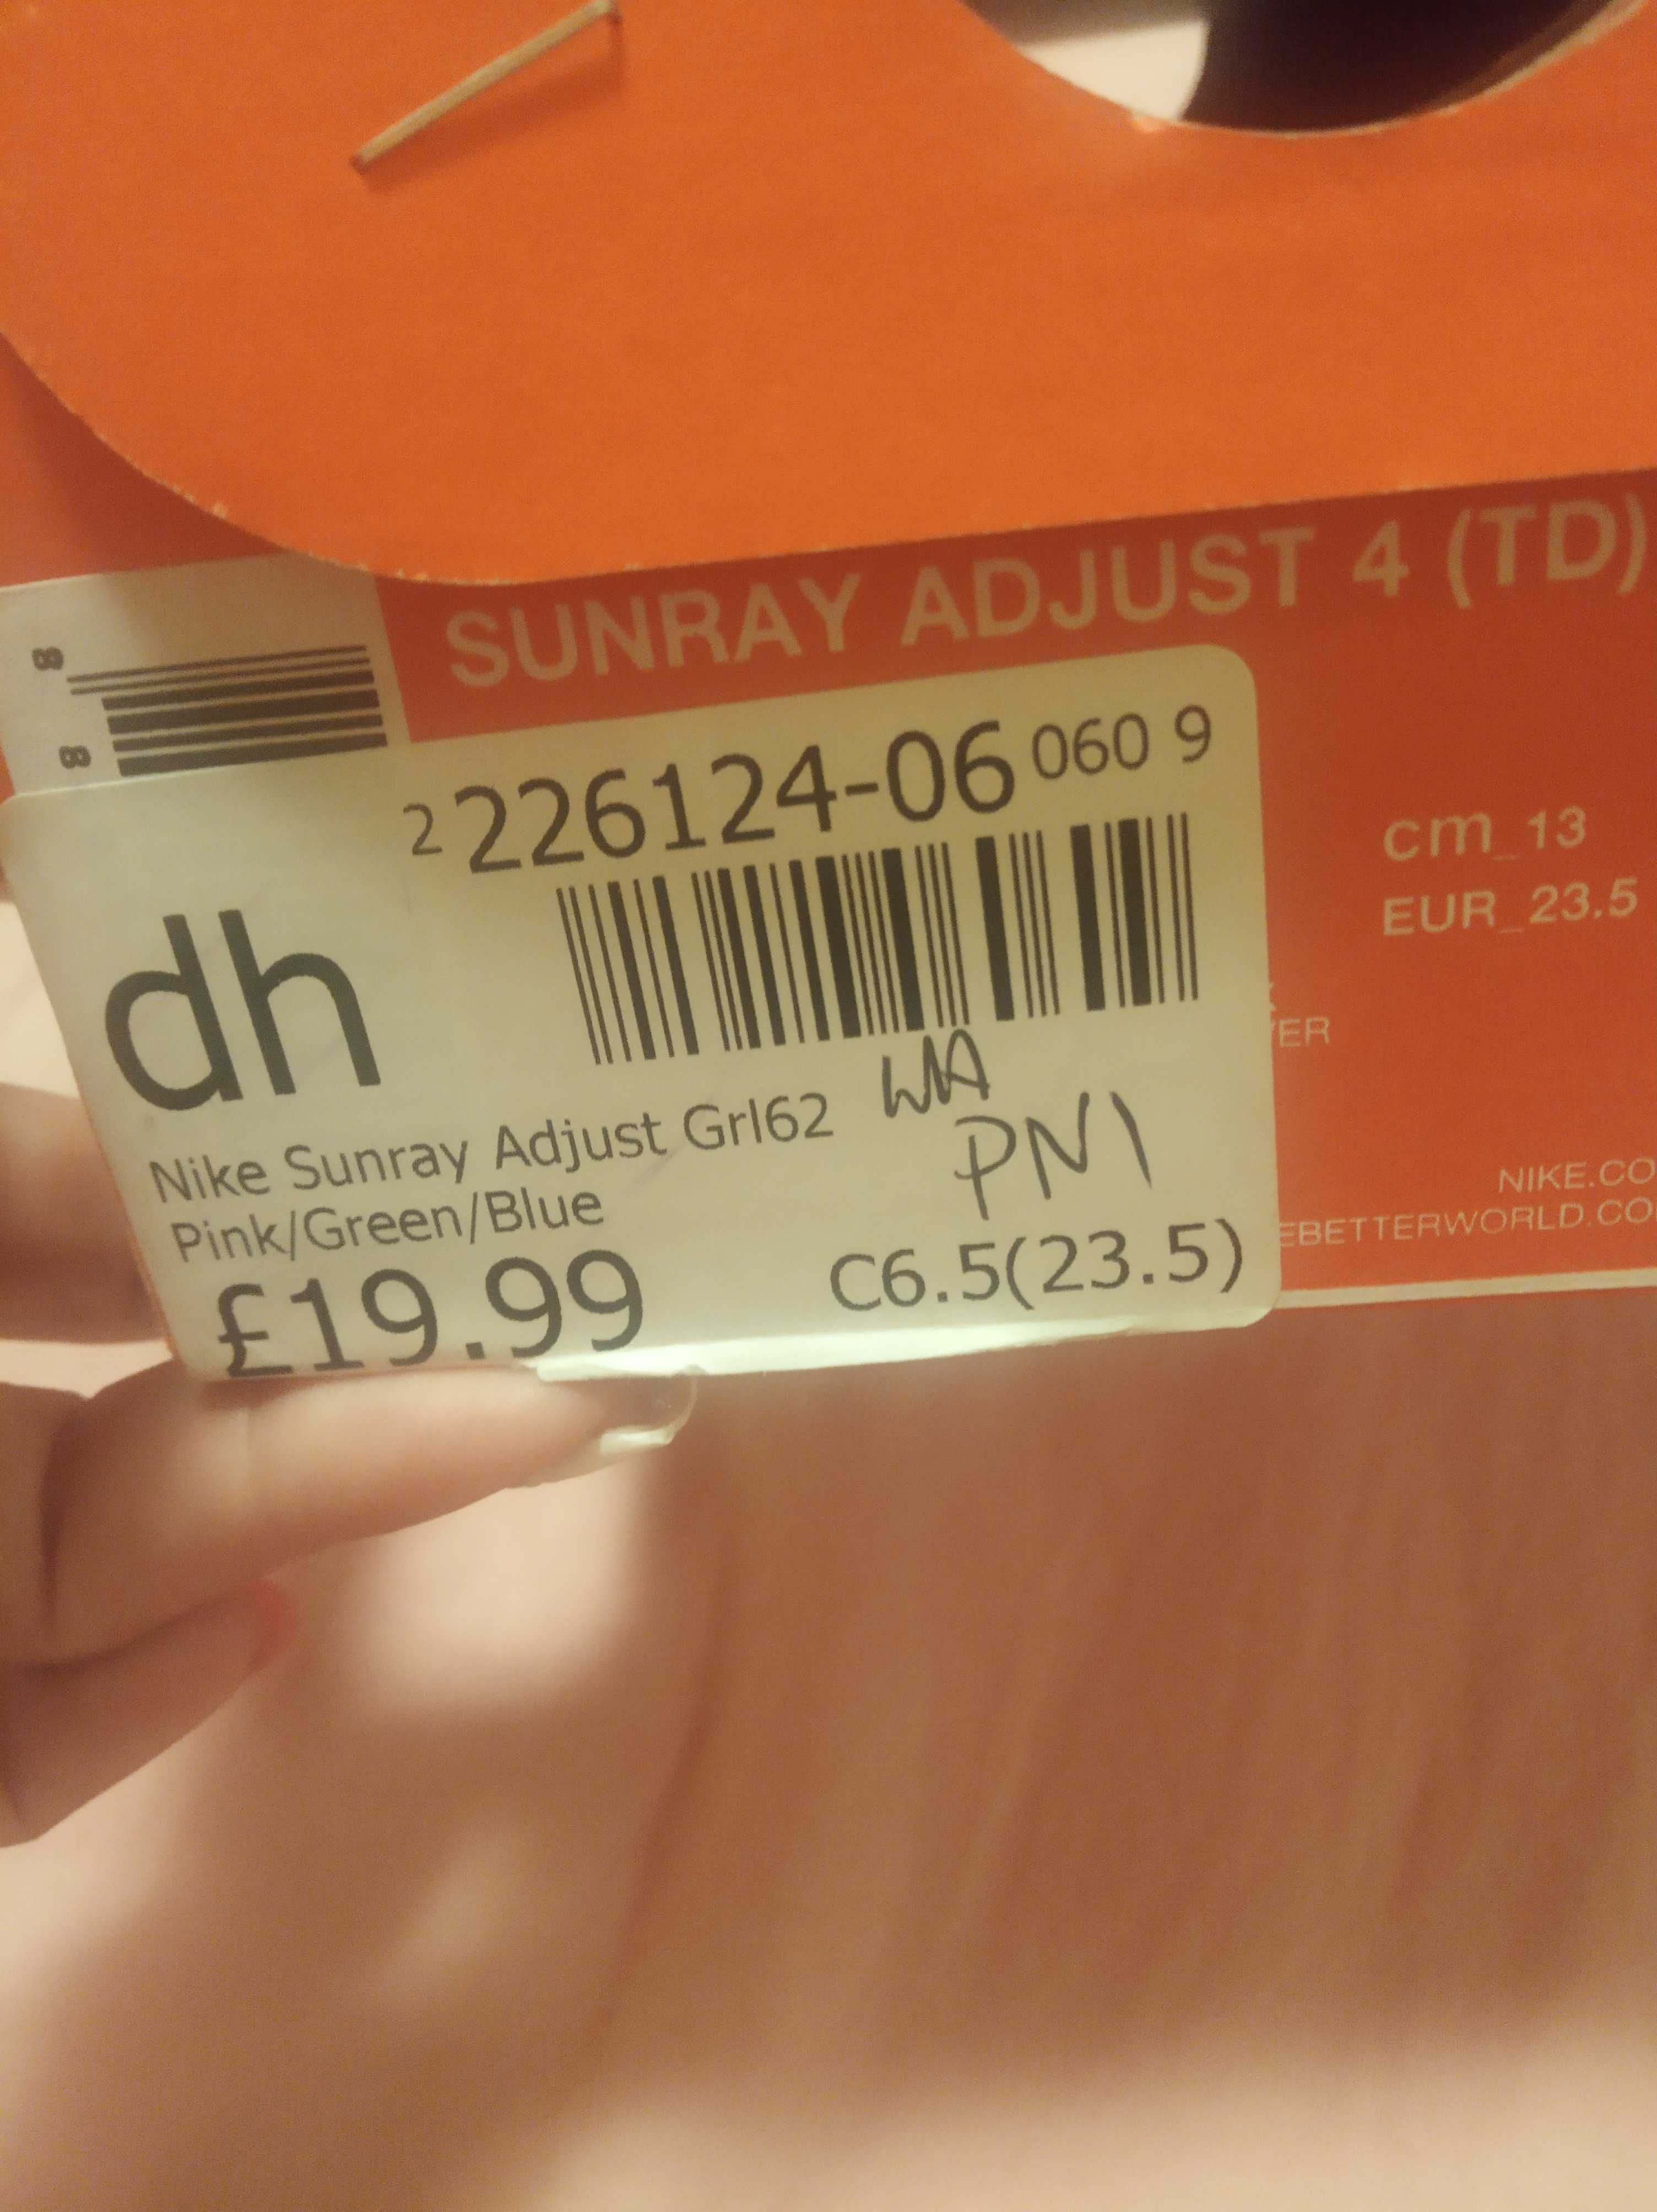 SUNRAY ADJUST 4 (TD)
8
8
2 226124-06 060 9
cm_13
EUR_23.5
dh
WA
Nike Sunray Adjust Grl62
PN1
Pink/Green/Blue
£19.99
C6.5(23.5)
NIKE.CO
EBETTERWORLD.CO